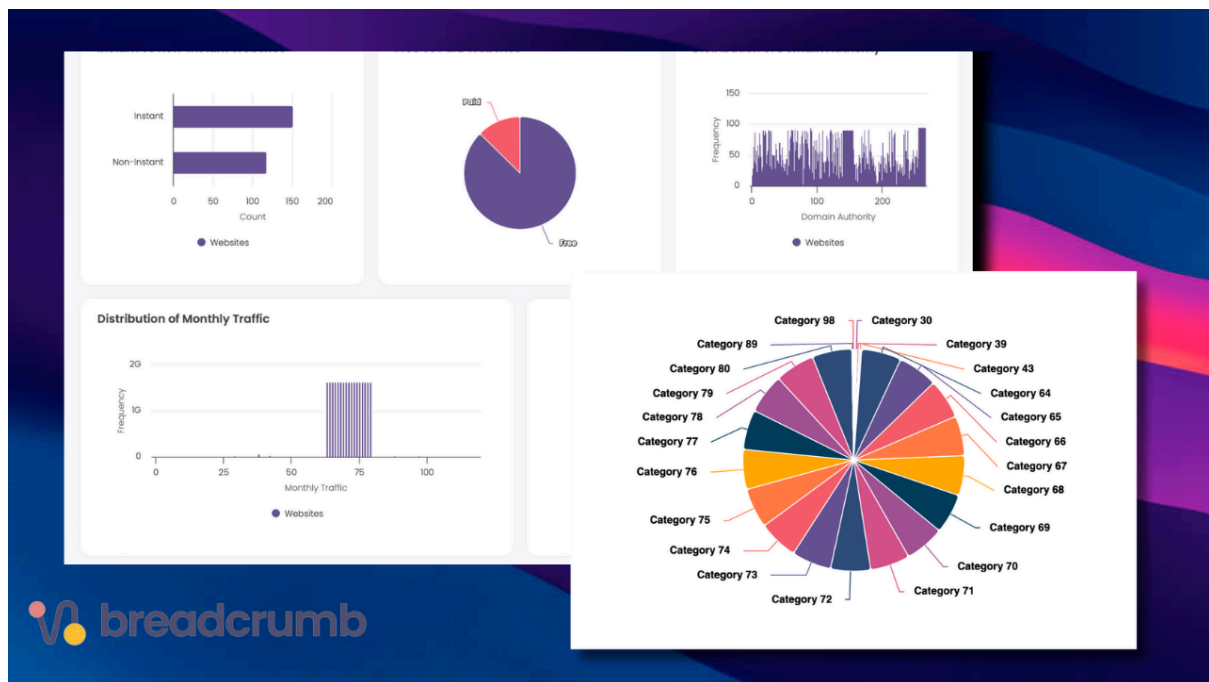 Instant
Non-Instant
0 50 100 150 200
Count
Websites
Paid
Free
150
100
50
0
Frequency
0 100 200
Domain Authority
Websites
Distribution of Monthly Traffic
2G
1G
0
Frequency
0 25 50 75 100
Monthly Traffic
Websites
Category 98 Category 30
Category 89 Category 39
Category 80 Category 43
Category 79 Category 64
Category 78 Category 65
Category 77 Category 66
Category 76 Category 67
Category 75 Category 68
Category 74 Category 69
Category 73 Category 70
Category 72 Category 71
breadcrumb